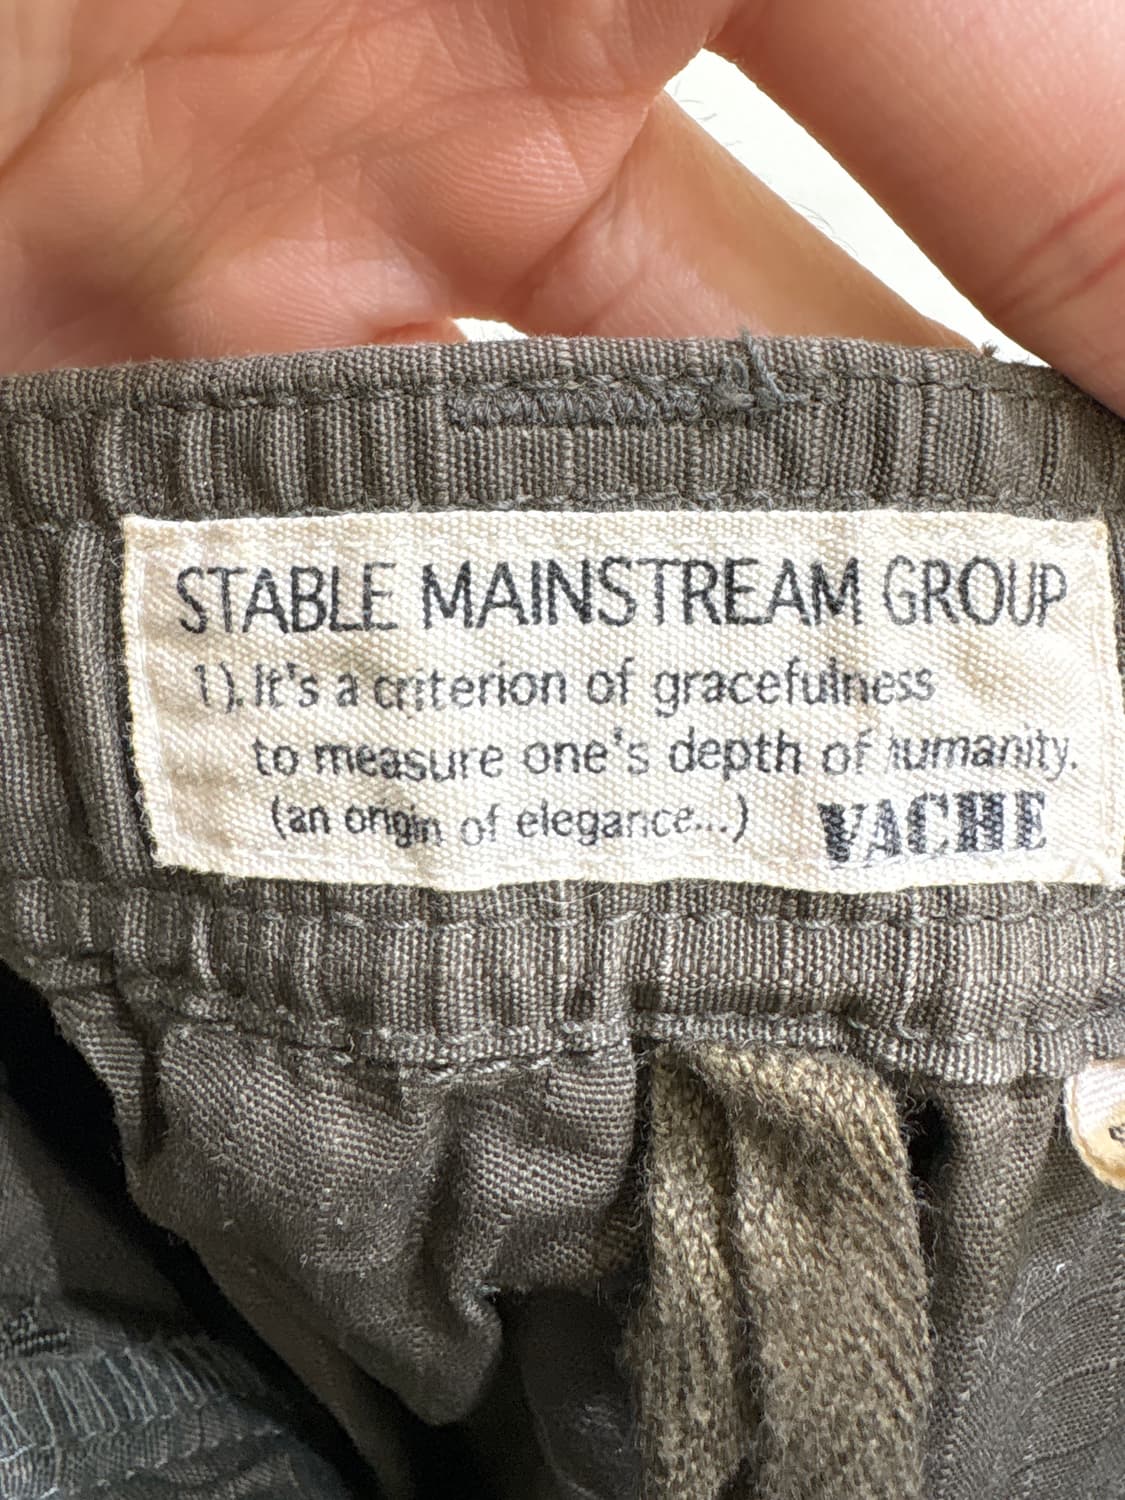 STABLE MAINSTREAM GROUP
1). It's a criterion of gracefulness
to measure one's depth of humanity.
(an origin of elegance...)
VACHE